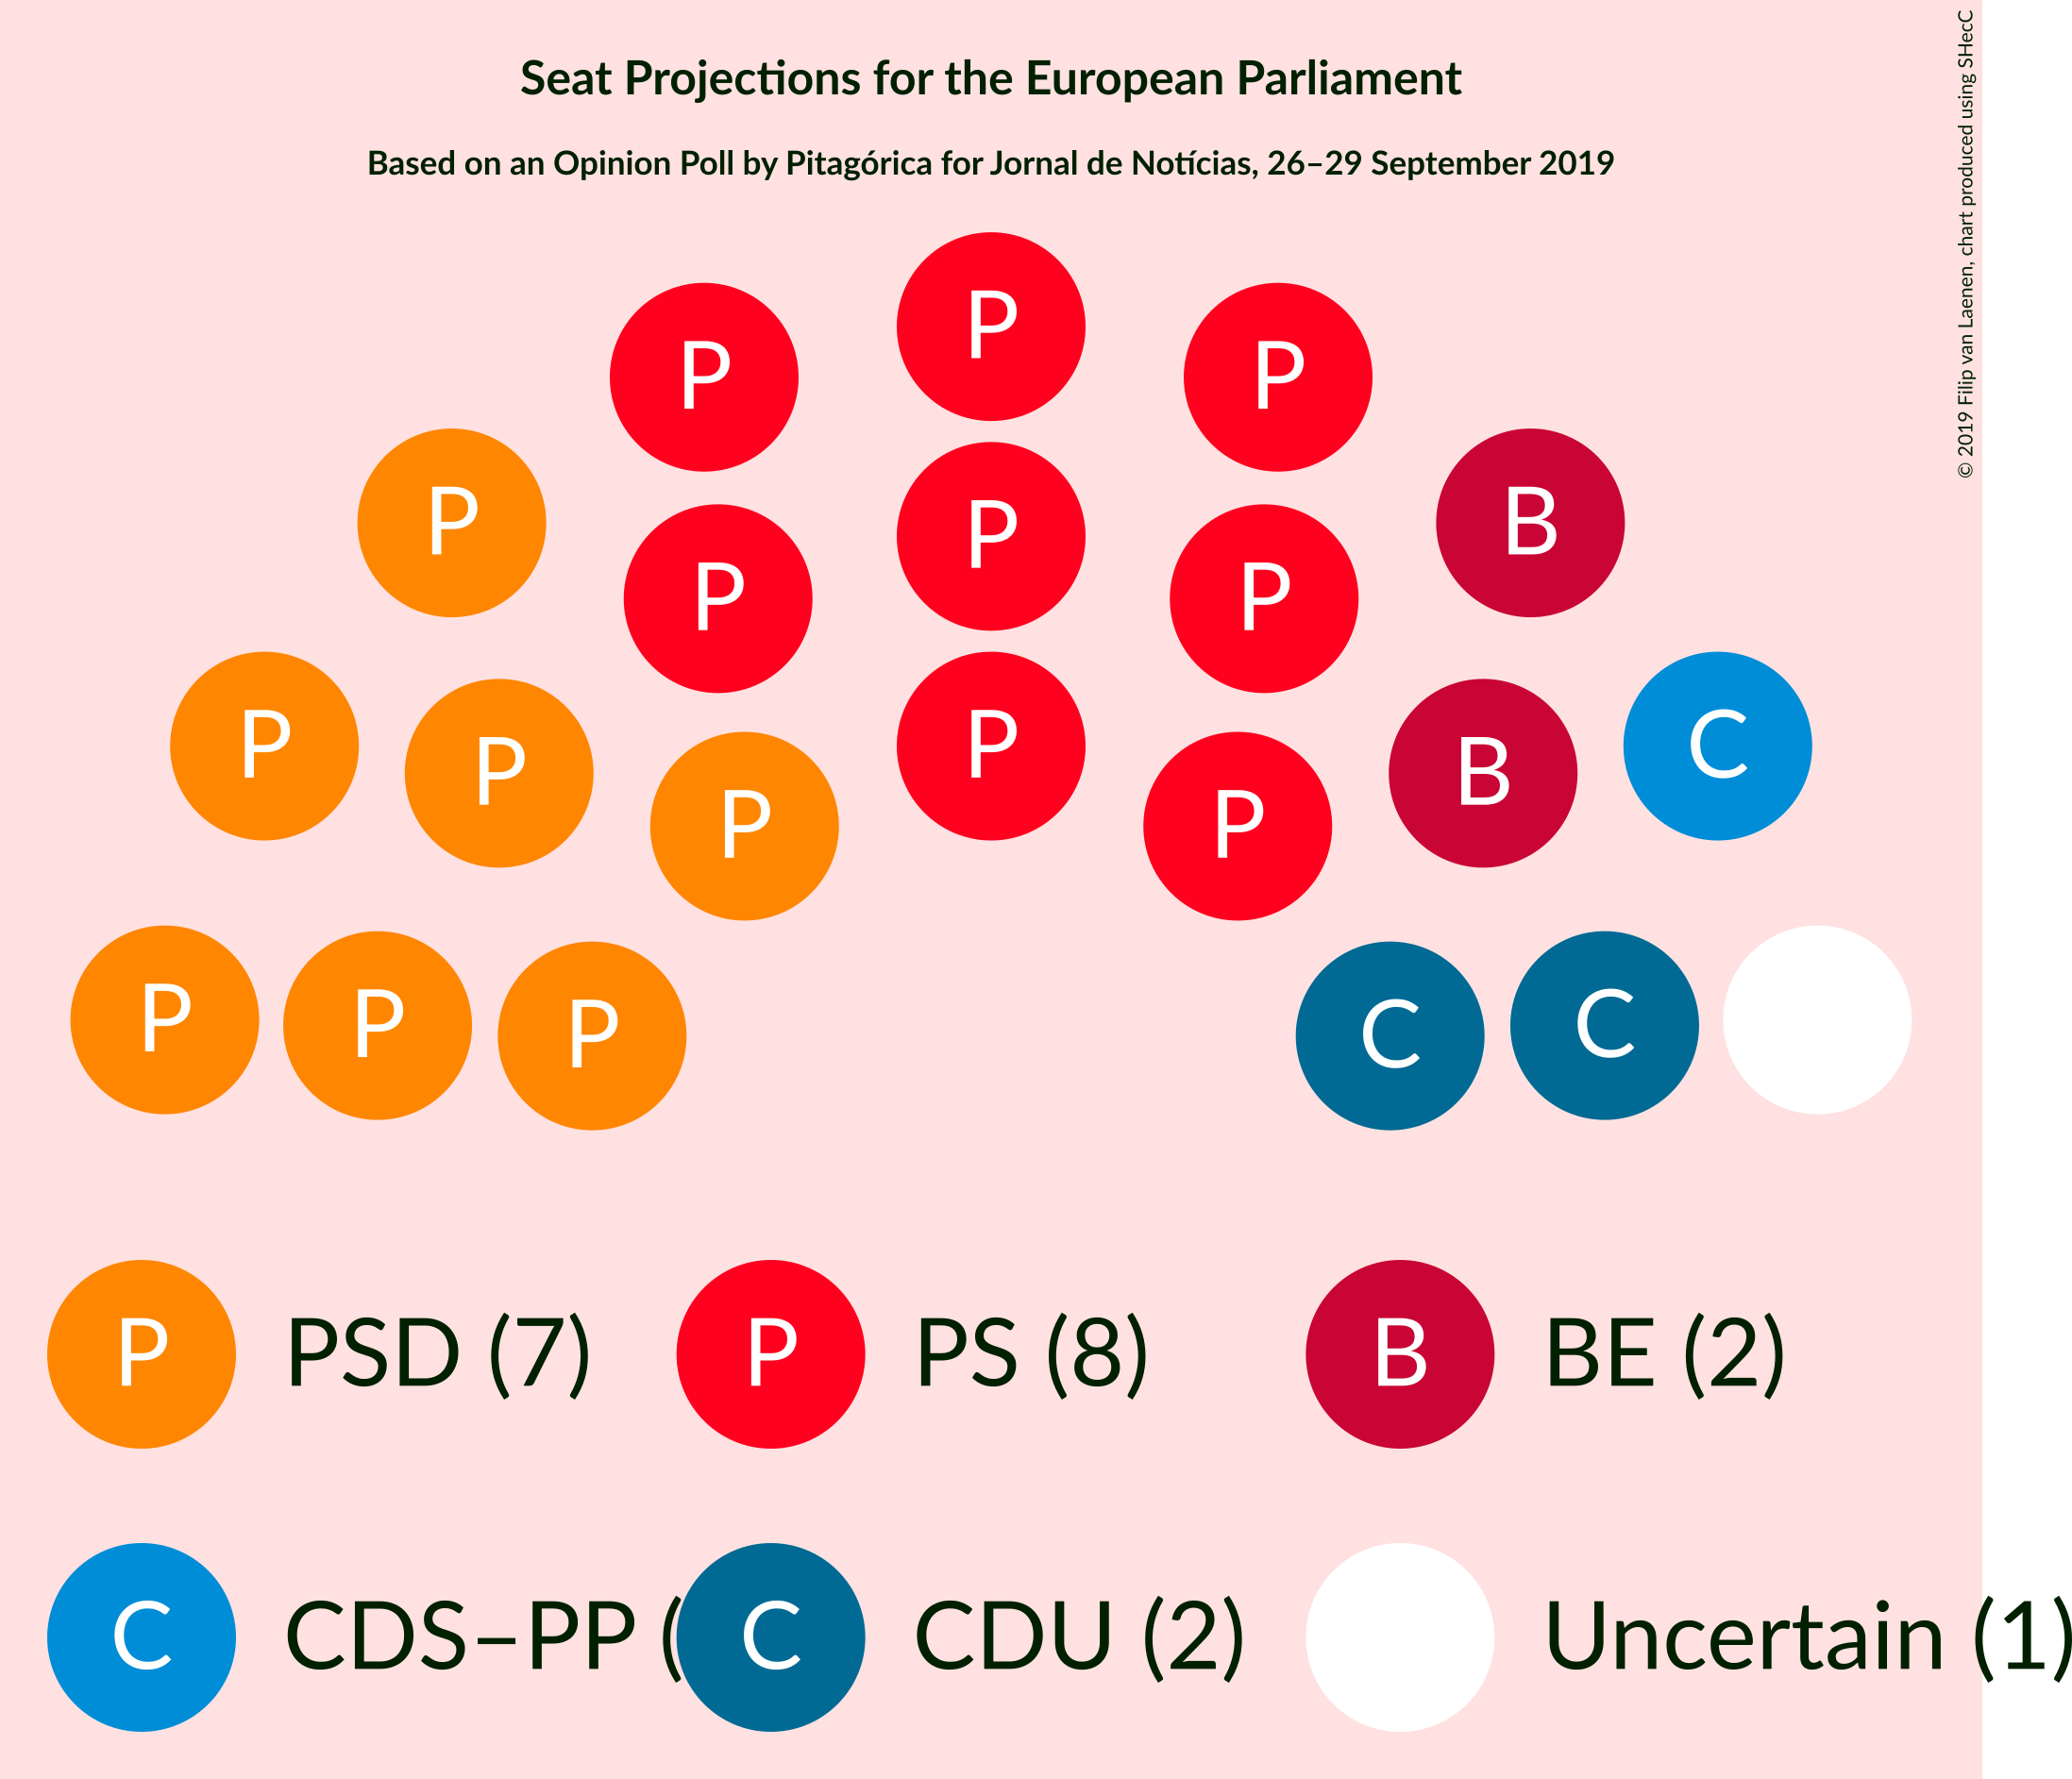 Seat Projections for the European Parliament
Based on an Opinion Poll by Pitagórica for Jornal de Notícias, 26–29 September 2019
© 2019 Filip van Laenen, chart produced using SHecC
P
P P
P
P B
P P
P P
P C
P B
P P
P P P
C C
P PSD (7) P PS (8) B BE (2)
C CDS–PP ( C CDU (2) Uncertain (1)